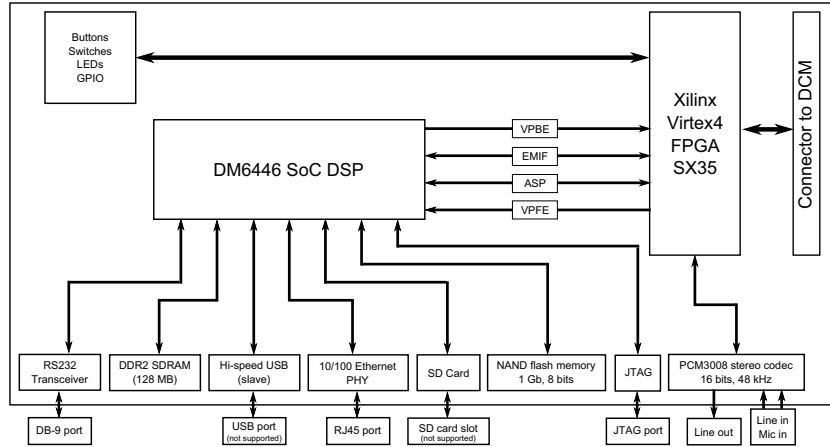 Buttons
Switches
LEDs
GPIO
Xilinx
Virtex4
FPGA
SX35
Connector to DCM
DM6446 SoC DSP
VPBE
EMIF
ASP
VPFE
RS232
Transceiver
DDR2 SDRAM
(128 MB)
Hi-speed USB
(slave)
10/100 Ethernet
PHY
SD Card
NAND flash memory
1 Gb, 8 bits
JTAG
PCM3008 stereo codec
16 bits, 48 kHz
DB-9 port
USB port
(not supported)
RJ45 port
SD card slot
(not supported)
JTAG port
Line out
Line in
Mic in